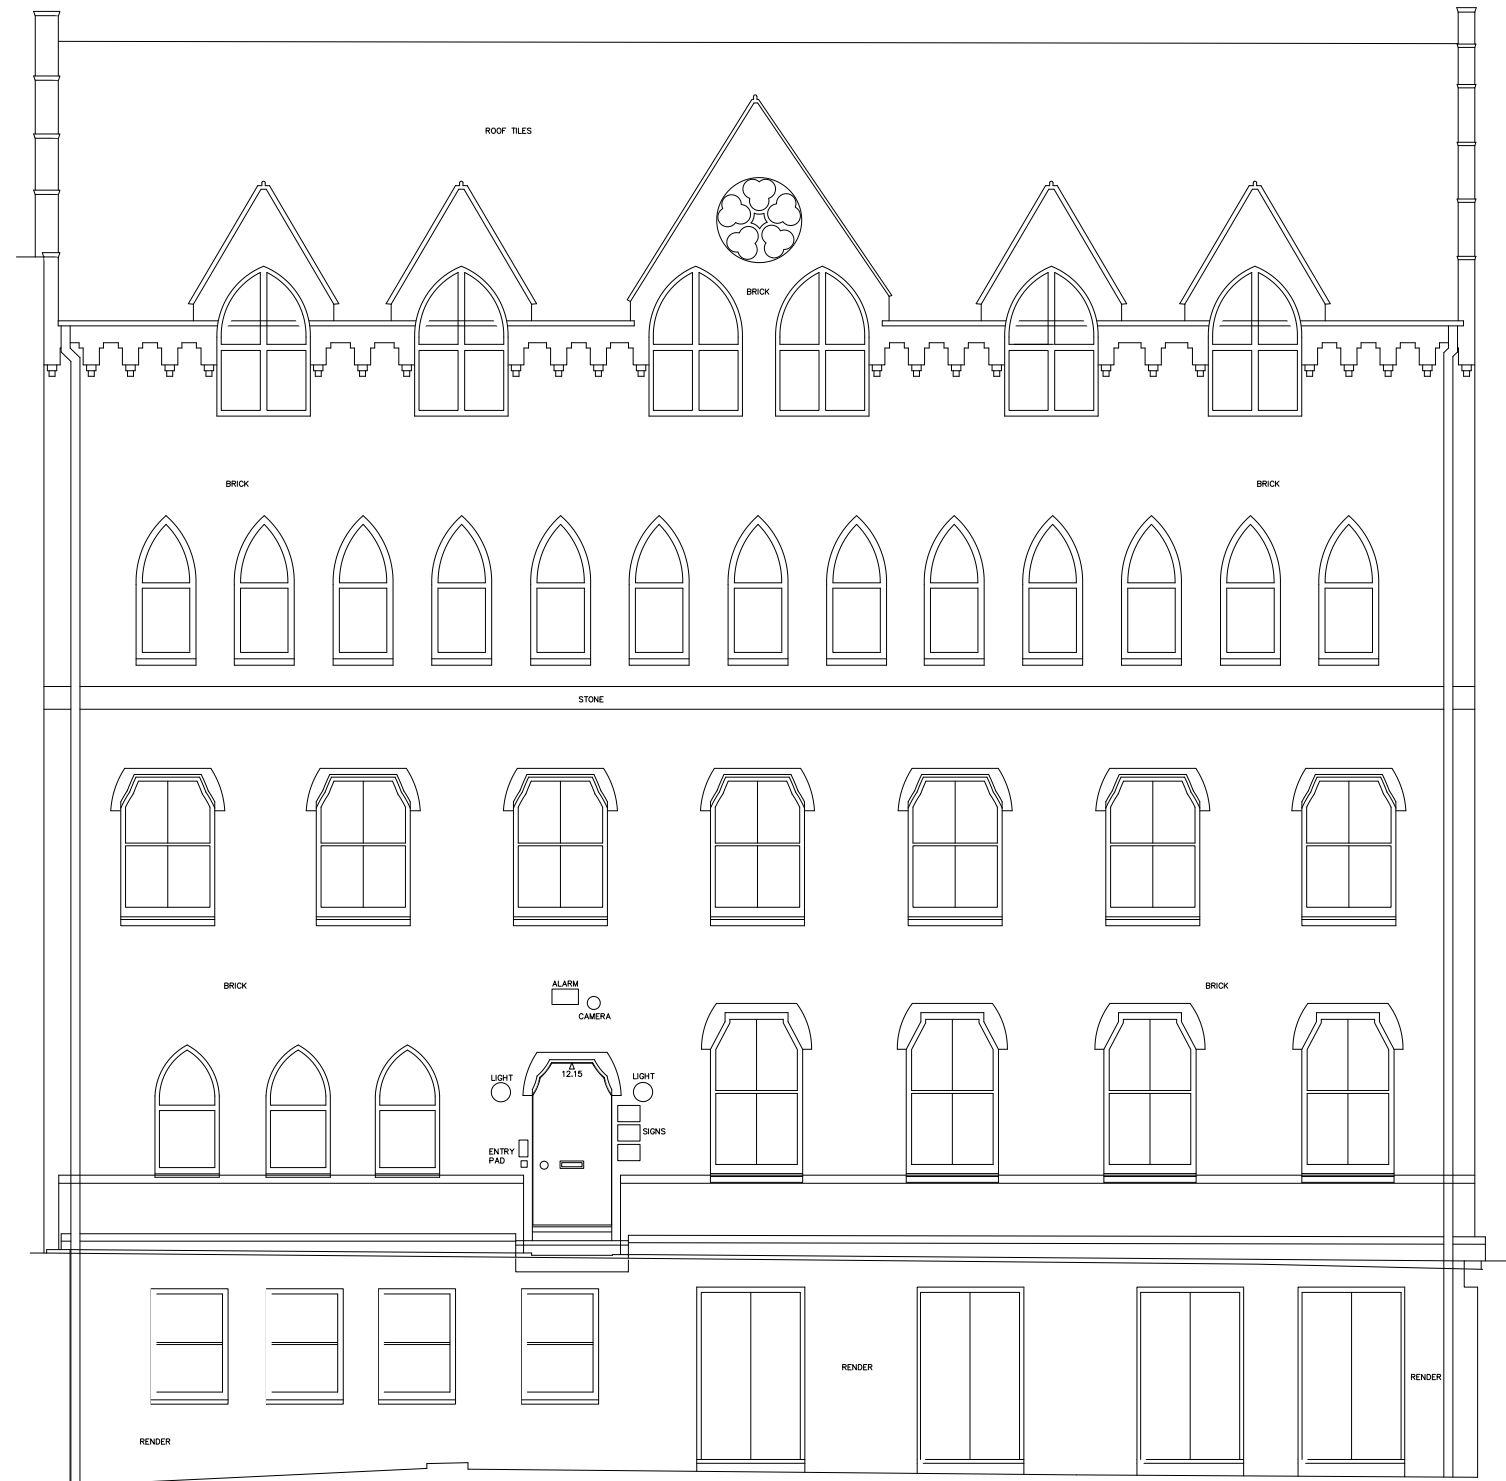 ROOF TILES
BRICK
BRICK
BRICK
STONE
BRICK
ALARM
BRICK
CAMERA
LIGHT
12.15
LIGHT
SIGNS
ENTRY
PAD
RENDER
RENDER
RENDER